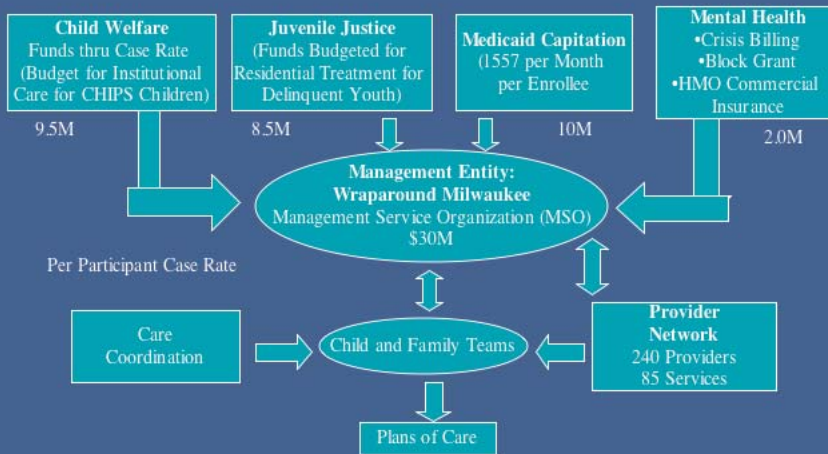 Child Welfare
Funds thru Case Rate
(Budget for Institutional
Care for CHIPS Children)
9.5M
Juvenile Justice
(Funds Budgeted for
Residential Treatment for
Delinquent Youth)
8.5M
Medicaid Capitation
(1557 per Month
per Enrollee
10M
Mental Health
•Crisis Billing
•Block Grant
•HMO Commercial
Insurance
2.0M
Management Entity:
Wraparound Milwaukee
Management Service Organization (MSO)
$30M
Per Participant Case Rate
Care
Coordination
Child and Family Teams
Provider
Network
240 Providers
85 Services
Plans of Care